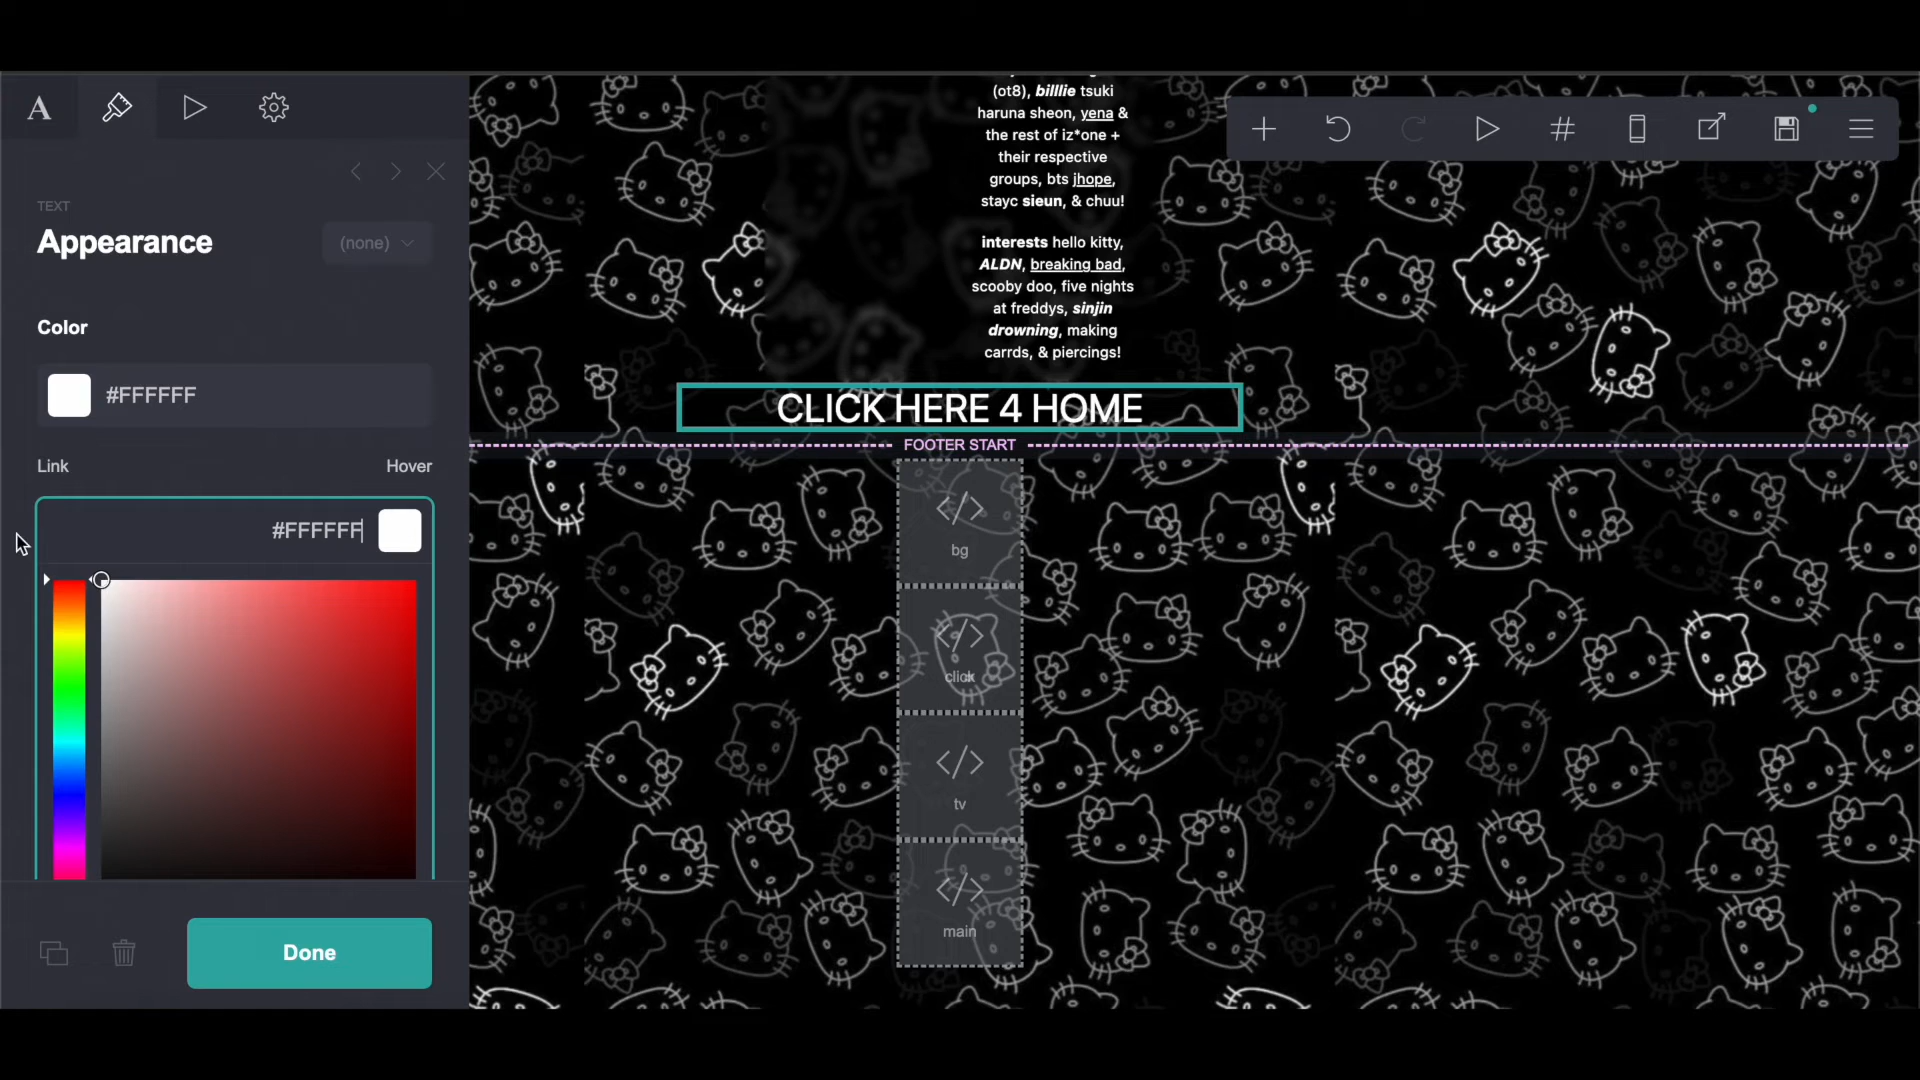 TEXT
Appearance
(none)
Color
#FFFFFF
Link
Hover
#FFFFFF
Done
(ot8), billlie tsuki
haruna sheon, yena &
the rest of iz*one +
their respective
groups, bts jhope,
stayc sieun, & chuu!
interests hello kitty,
ALDN, breaking bad,
scooby doo, five nights
at freddys, sinjin
drowning, making
carrds, & piercings!
CLICK HERE 4 HOME
FOOTER START
bg
click
tv
main